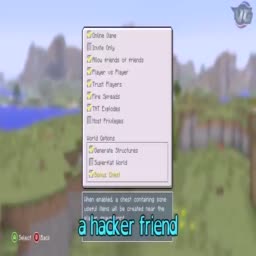 Online Game
Invite Only
Allow friends of friends
Player vs Player
Trust Players
Fire Spreads
TNT Explodes
Host Privileges
World Options
Generate Structures
Superflat World
Bonus Chest
When enabled, a chest containing some
useful items will be created near the
a hacker friend
Select
Back